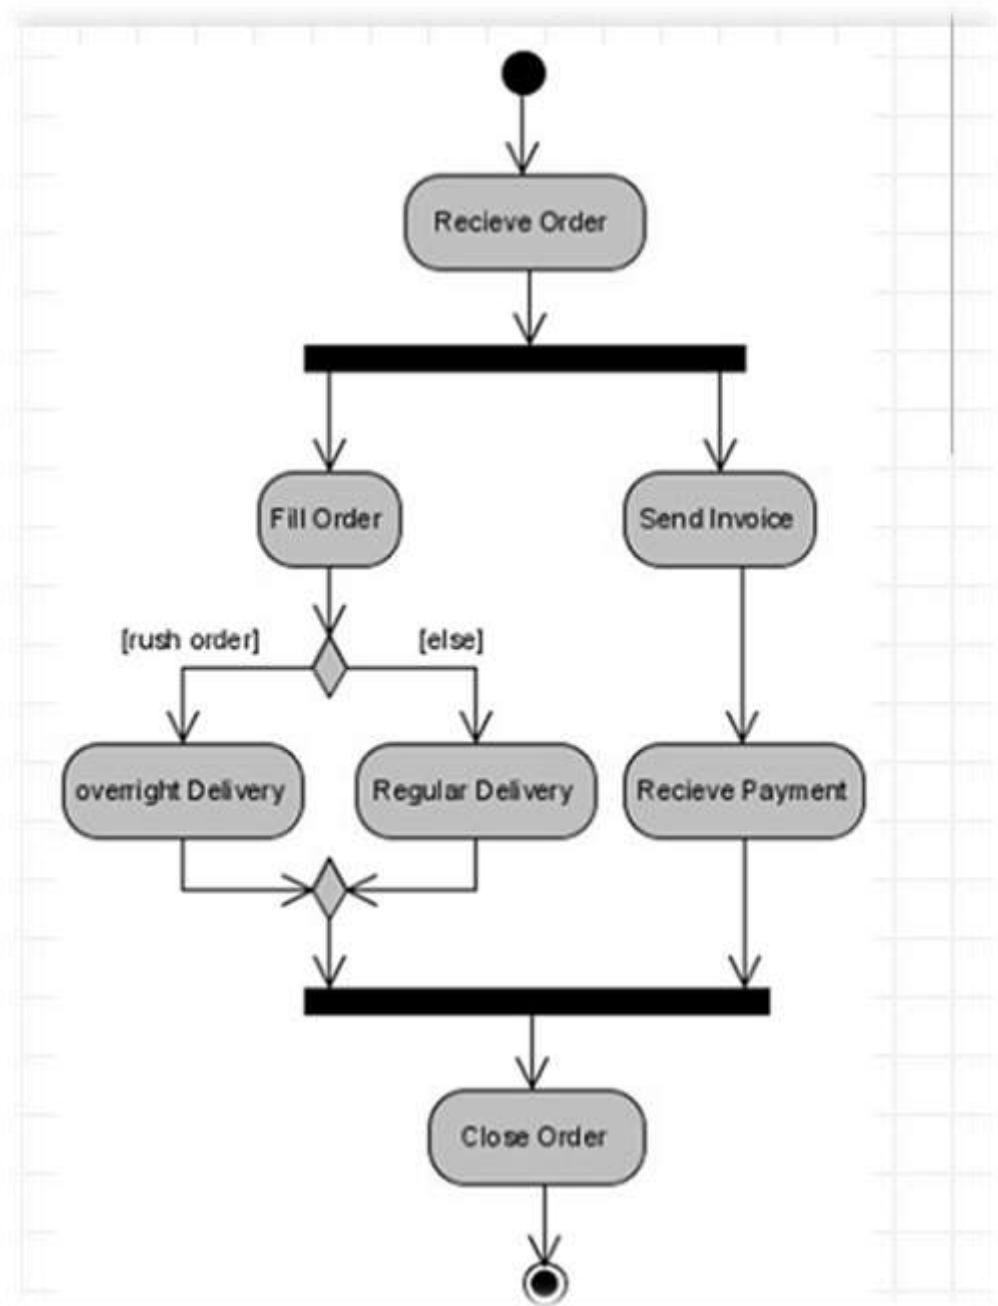 Recieve Order
Fill Order
Send Invoice
[rush order]
[else]
overright Delivery
Regular Delivery
Recieve Payment
Close Order